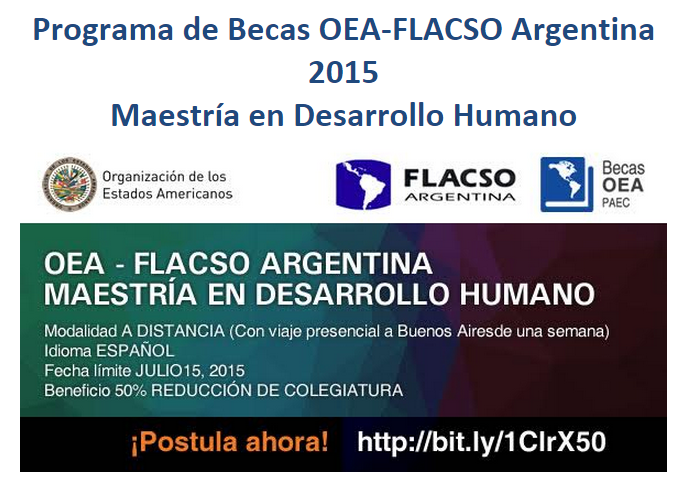 Programa de Becas OEA-FLACSO Argentina
2015
Maestría en Desarrollo Humano
Organización de los
Estados Americanos
FLACSO
ARGENTINA
Becas
OEA
PAEC
OEA - FLACSO ARGENTINA
MAESTRÍA EN DESARROLLO HUMANO
Modalidad A DISTANCIA (Con viaje presencial a Buenos Airesde una semana)
Idioma ESPAÑOL
Fecha límite JULIO15, 2015
Beneficio 50% REDUCCIÓN DE COLEGIATURA
¡Postula ahora! http://bit.ly/1ClrX50